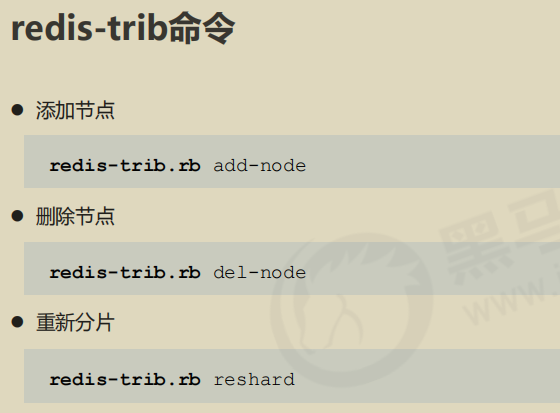 redis-trib命令
● 添加节点
redis-trib.rb add-node
● 删除节点
redis-trib.rb del-node
● 重新分片
redis-trib.rb reshard
黑马
www.